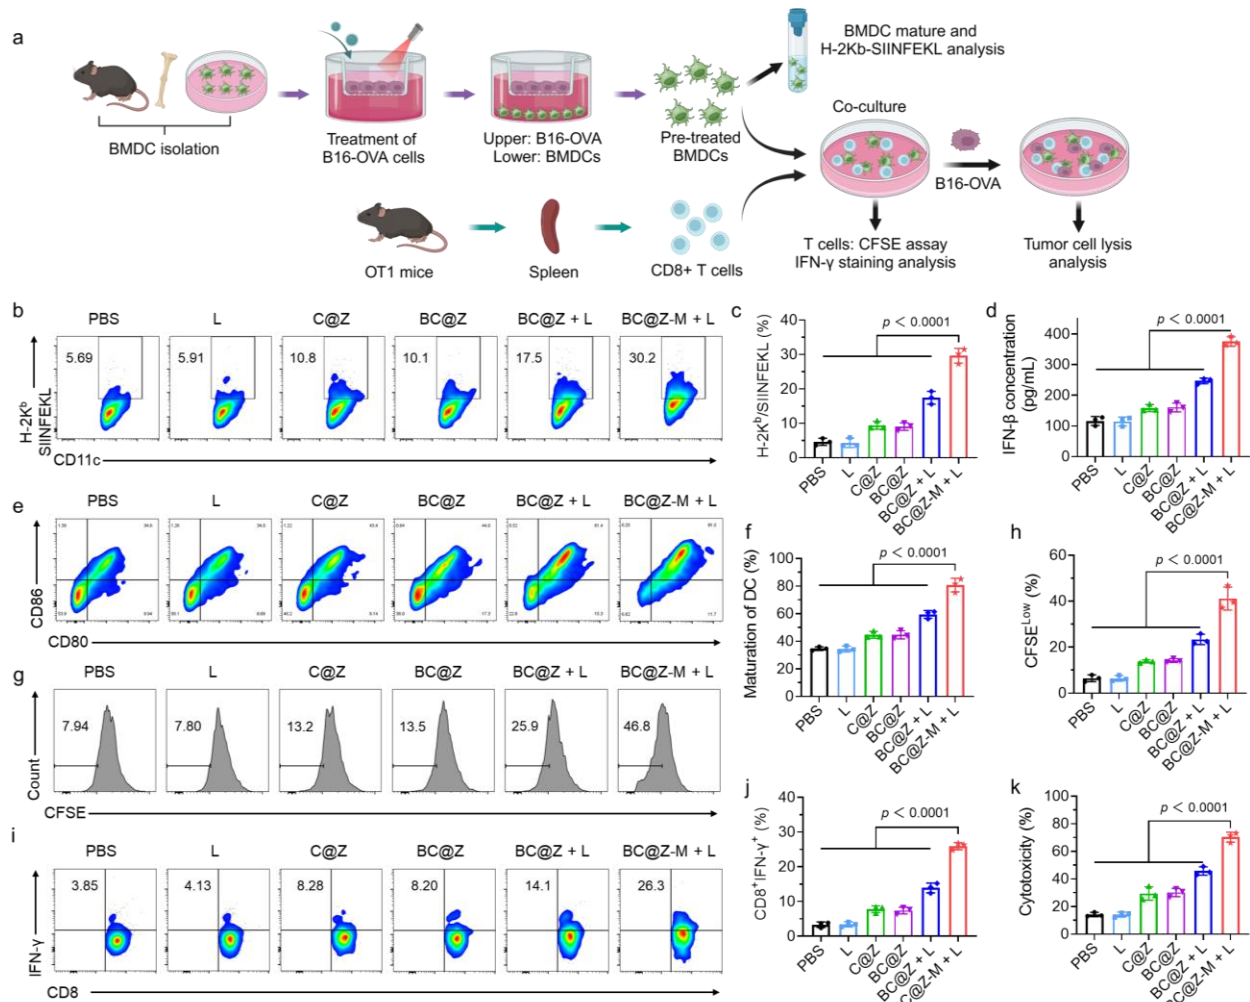 a
BMDC isolation
Treatment of
B16-OVA cells
Upper: B16-OVA
Lower: BMDCs
Pre-treated
BMDCs
BMDC mature and
H-2Kb-SIINFEKL analysis
Co-culture
B16-OVA
T cells: CFSE assay
IFN-γ staining analysis
Tumor cell lysis
analysis
OT1 mice
Spleen
CD8+ T cells
b
PBS
L
C@Z
BC@Z
BC@Z + L
BC@Z-M + L
5.69
5.91
10.8
10.1
17.5
30.2
H-2Kᵇ
SIINFEKL
CD11c
c
p < 0.0001
H-2Kᵇ/SIINFEKL (%)
40
30
20
10
0
PBS
L
C@Z
BC@Z
BC@Z + L
BC@Z-M + L
d
p < 0.0001
IFN-β concentration
(pg/mL)
400
300
200
100
0
PBS
L
C@Z
BC@Z
BC@Z + L
BC@Z-M + L
e
PBS
L
C@Z
BC@Z
BC@Z + L
BC@Z-M + L
CD86
CD80
f
p < 0.0001
Maturation of DC (%)
100
80
60
40
20
0
PBS
L
C@Z
BC@Z
BC@Z + L
BC@Z-M + L
g
PBS
L
C@Z
BC@Z
BC@Z + L
BC@Z-M + L
7.94
7.80
13.2
13.5
25.9
46.8
Count
CFSE
h
p < 0.0001
CFSEᴸᵒʷ (%)
60
40
20
0
PBS
L
C@Z
BC@Z
BC@Z + L
BC@Z-M + L
i
PBS
L
C@Z
BC@Z
BC@Z + L
BC@Z-M + L
3.85
4.13
8.28
8.20
14.1
26.3
IFN-γ
CD8
j
p < 0.0001
CD8⁺IFN-γ⁺ (%)
40
30
20
10
0
PBS
L
C@Z
BC@Z
BC@Z + L
C@Z-M + L
k
p < 0.0001
Cytotoxicity (%)
100
80
60
40
20
0
PBS
L
C@Z
BC@Z
BC@Z + L
BC@Z-M + L